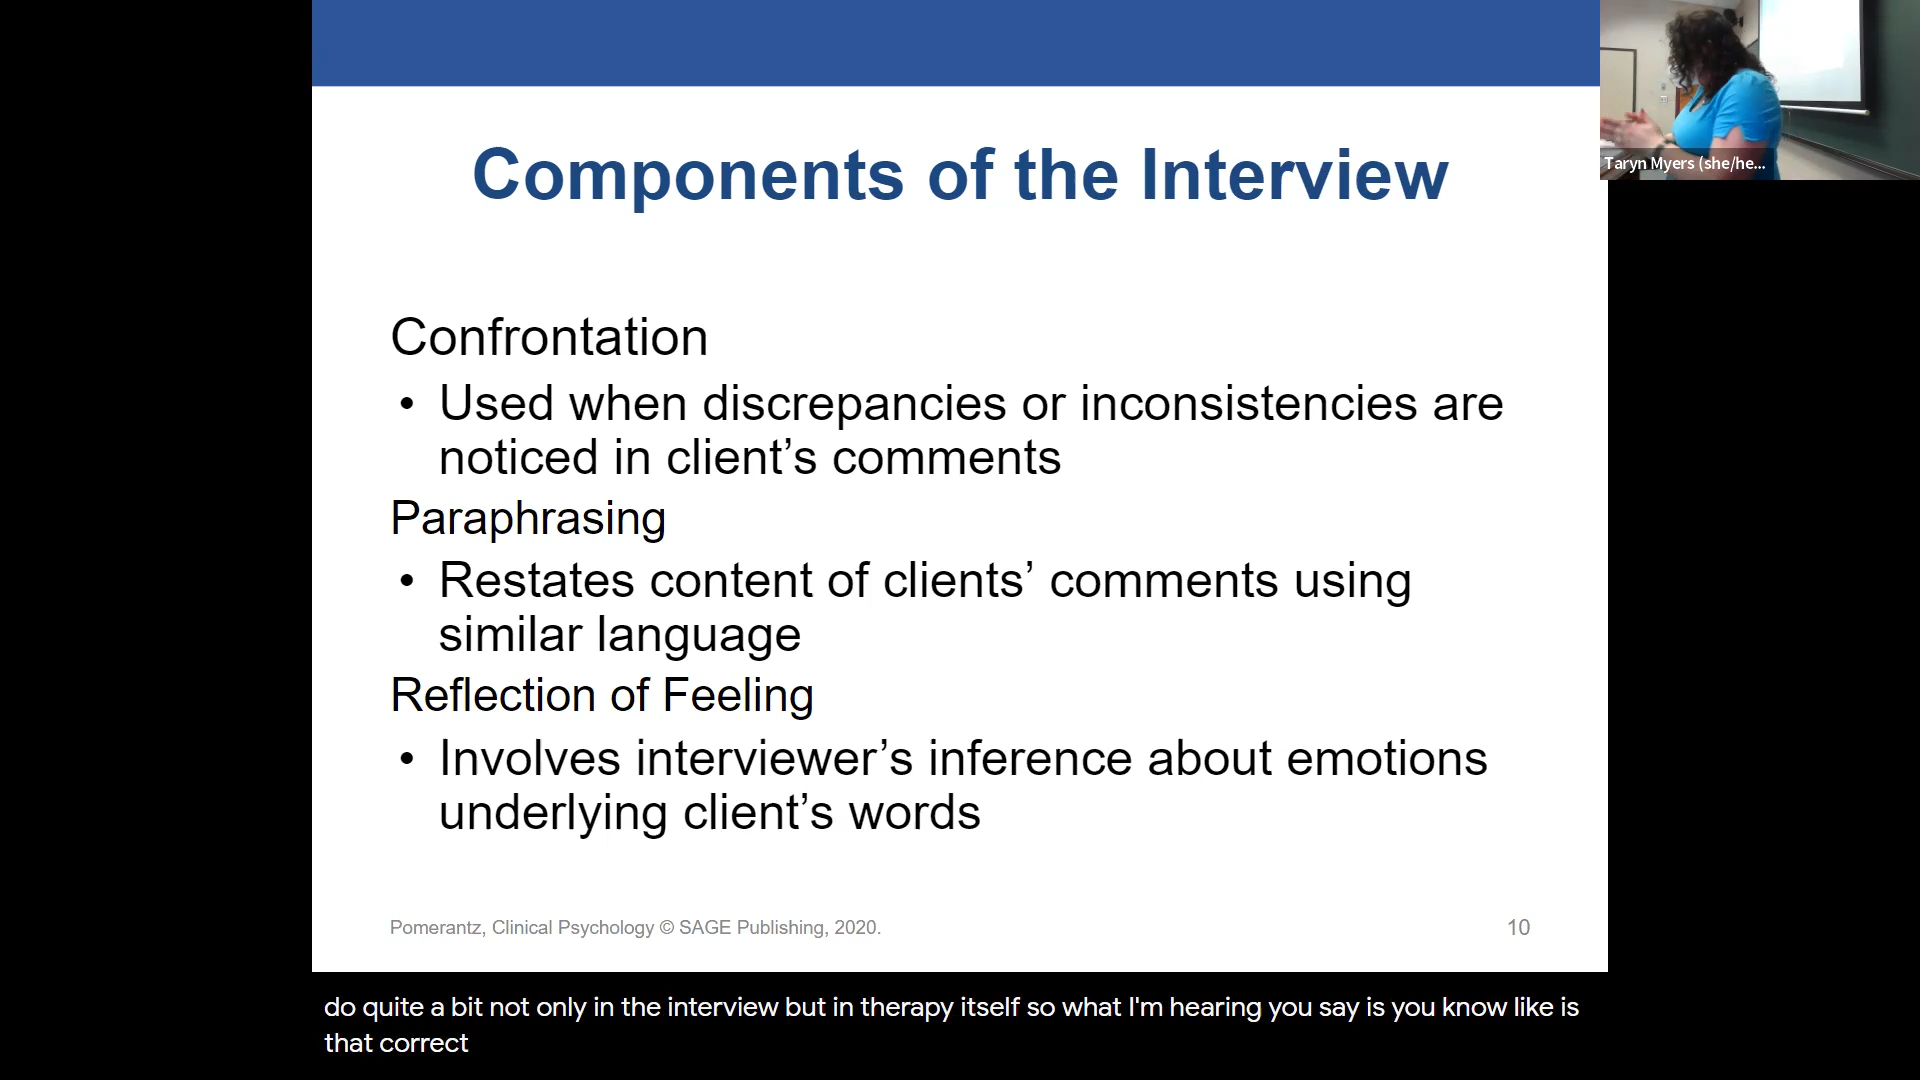 Components of the Interview
Confrontation
• Used when discrepancies or inconsistencies are
noticed in client’s comments
Paraphrasing
• Restates content of clients’ comments using
similar language
Reflection of Feeling
• Involves interviewer’s inference about emotions
underlying client’s words
Pomerantz, Clinical Psychology © SAGE Publishing, 2020.
10
Taryn Myers (she/he...
do quite a bit not only in the interview but in therapy itself so what I'm hearing you say is you know like is
that correct